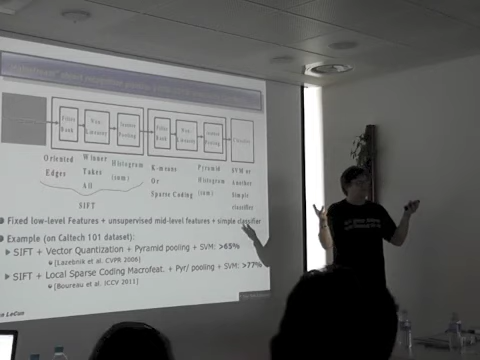 Filter
Bank
Non-
Linearity
feature
Pooling
Filter
Bank
Non-
Linearity
feature
Pooling
Classifier
Oriented
Edges
Winner
Takes
All
Histogram
(sum)
K-means
Or
Sparse Coding
Pyramid
Histogram
(sum)
SVM or
Another
Simple
classifier
SIFT
Fixed low-level Features + unsupervised mid-level features + simple classifier
Example (on Caltech 101 dataset):
SIFT + Vector Quantization + Pyramid pooling + SVM: >65%
[Lazebnik et al. CVPR 2006]
SIFT + Local Sparse Coding Macrofeat. + Pyr/ pooling + SVM: >77%
[Boureau et al. ICCV 2011]
n LeCun